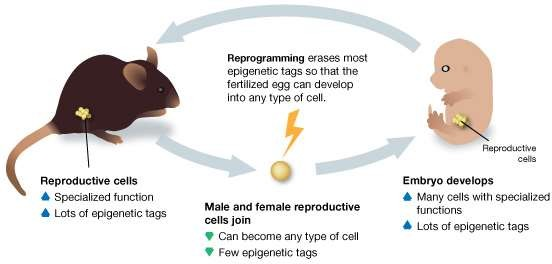 Reprogramming erases most
epigenetic tags so that the
fertilized egg can develop
into any type of cell.
Reproductive
cells
Reproductive cells
Specialized function
Lots of epigenetic tags
Male and female reproductive
cells join
Can become any type of cell
Few epigenetic tags
Embryo develops
Many cells with specialized
functions
Lots of epigenetic tags